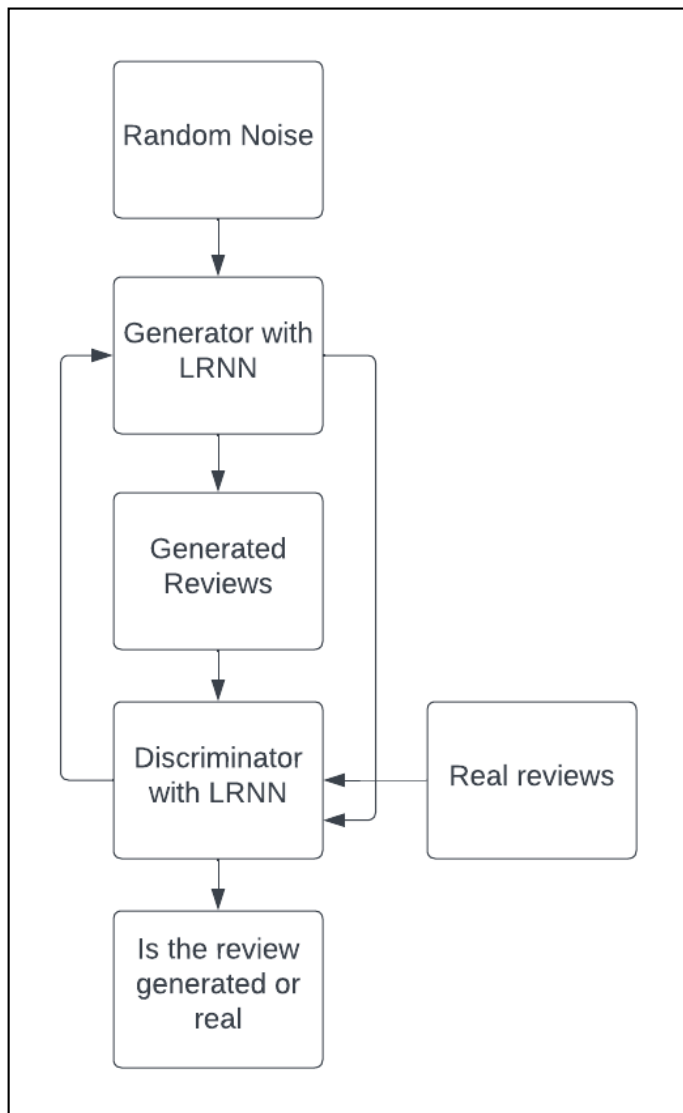 Random Noise
Generator with
LRNN
Generated
Reviews
Discriminator
with LRNN
Real reviews
Is the review
generated or
real